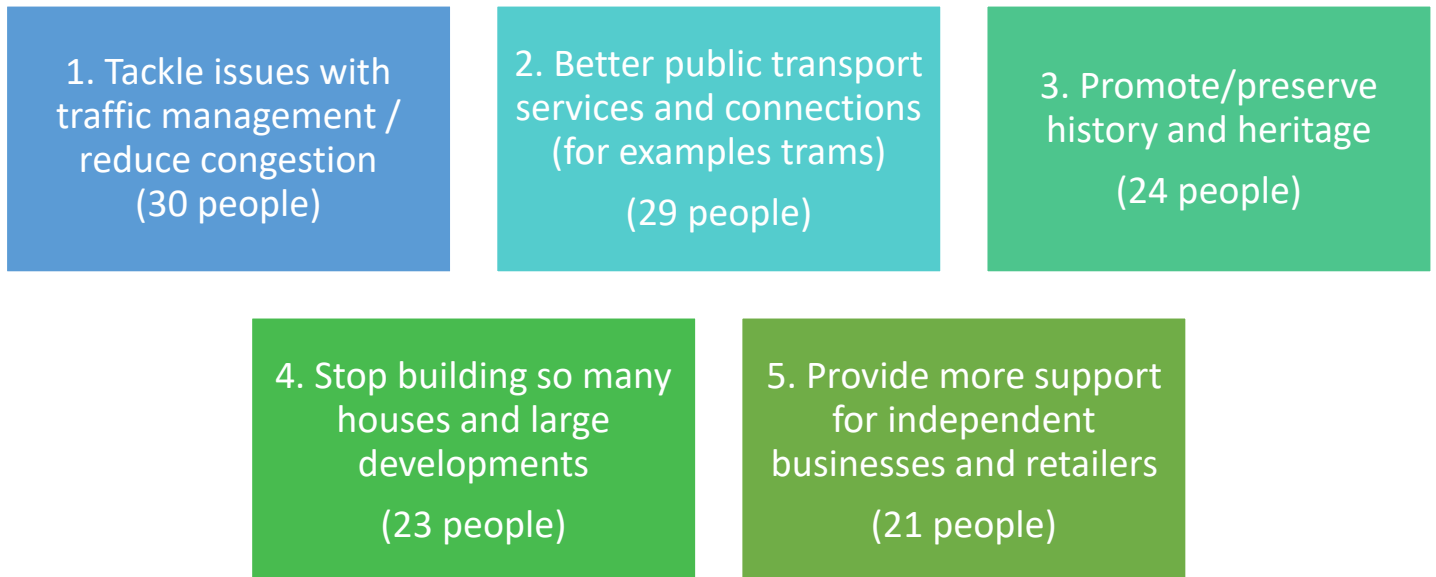 1. Tackle issues with
traffic management /
reduce congestion
(30 people)
2. Better public transport
services and connections
(for examples trams)
(29 people)
3. Promote/preserve
history and heritage
(24 people)
4. Stop building so many
houses and large
developments
(23 people)
5. Provide more support
for independent
businesses and retailers
(21 people)